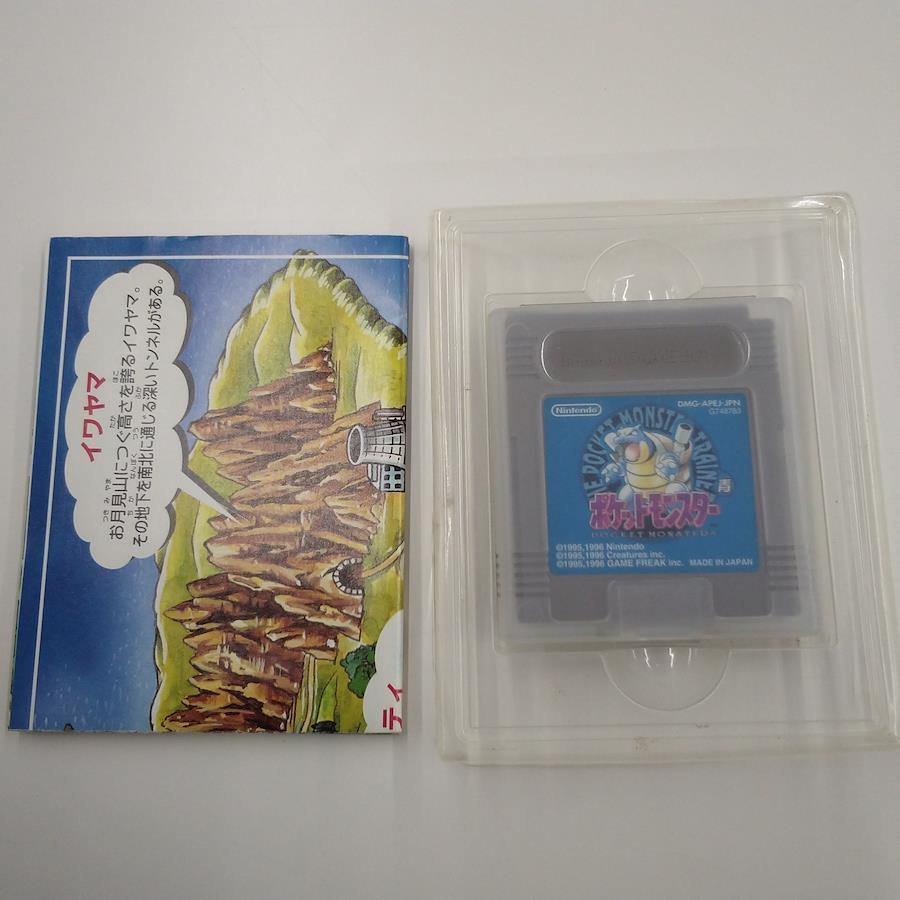 イワヤマ
お月見山につぐ高さを誇るイワヤマ。
その地下を南北に通じる深いトンネルがある。
ティ
DMG-APEJ-JPN
G748783
Nintendo
POCKET MONST
TRAINE
青
ポケットモンスター
POCKET MONSTERS
©1995,1996 Nintendo
©1995,1996 Creatures inc.
©1995,1996 GAME FREAK inc. MADE IN JAPAN